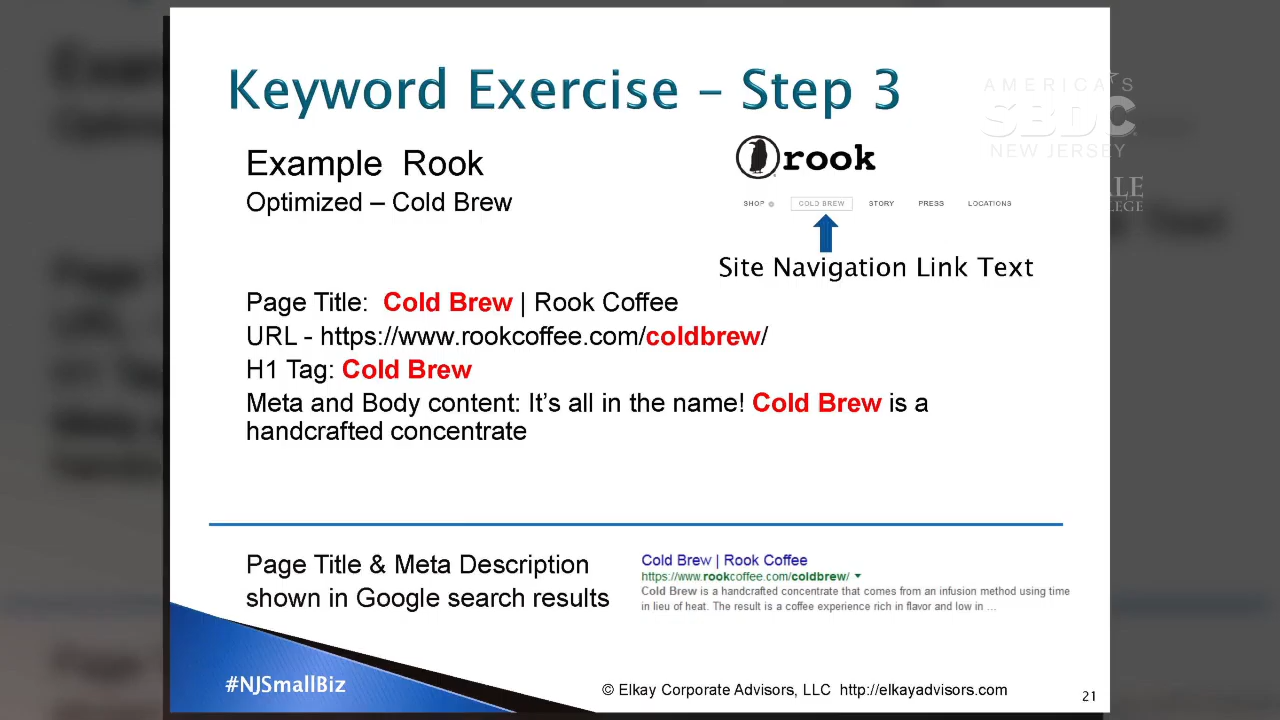 Keyword Exercise – Step 3
AMERICA'S
SBDC
NEW JERSEY
Example Rook
rook
Optimized – Cold Brew
SHOP COLD BREW STORY PRESS LOCATIONS
Site Navigation Link Text
Page Title: Cold Brew | Rook Coffee
URL - https://www.rookcoffee.com/coldbrew/
H1 Tag: Cold Brew
Meta and Body content: It's all in the name! Cold Brew is a
handcrafted concentrate
Page Title & Meta Description
shown in Google search results
Cold Brew | Rook Coffee
https://www.rookcoffee.com/coldbrew/
Cold Brew is a handcrafted concentrate that comes from an infusion method using time
in lieu of heat. The result is a coffee experience rich in flavor and low in ...
#NJSmallBiz
© Elkay Corporate Advisors, LLC http://elkayadvisors.com
21